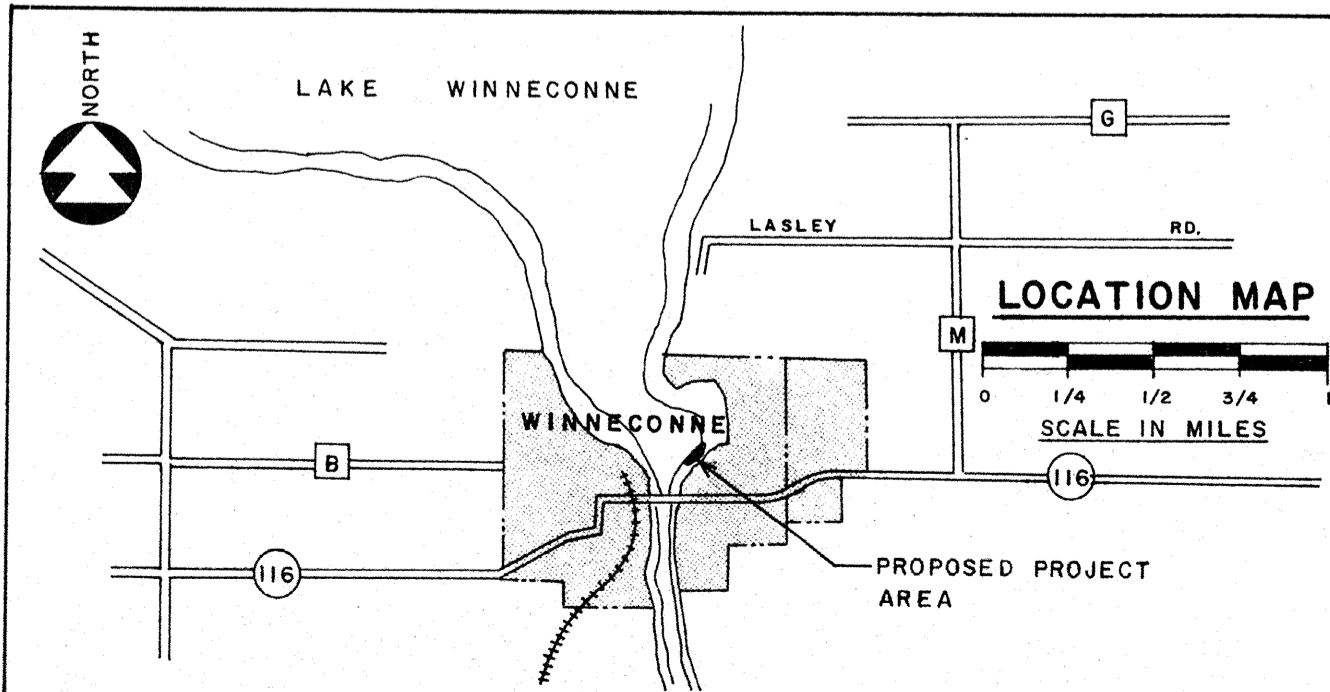 NORTH
LAKE WINNECONNE
G
LASLEY RD.
LOCATION MAP
M
0 1/4 1/2 3/4 1
SCALE IN MILES
WINNECONNE
B
116
116
PROPOSED PROJECT
AREA